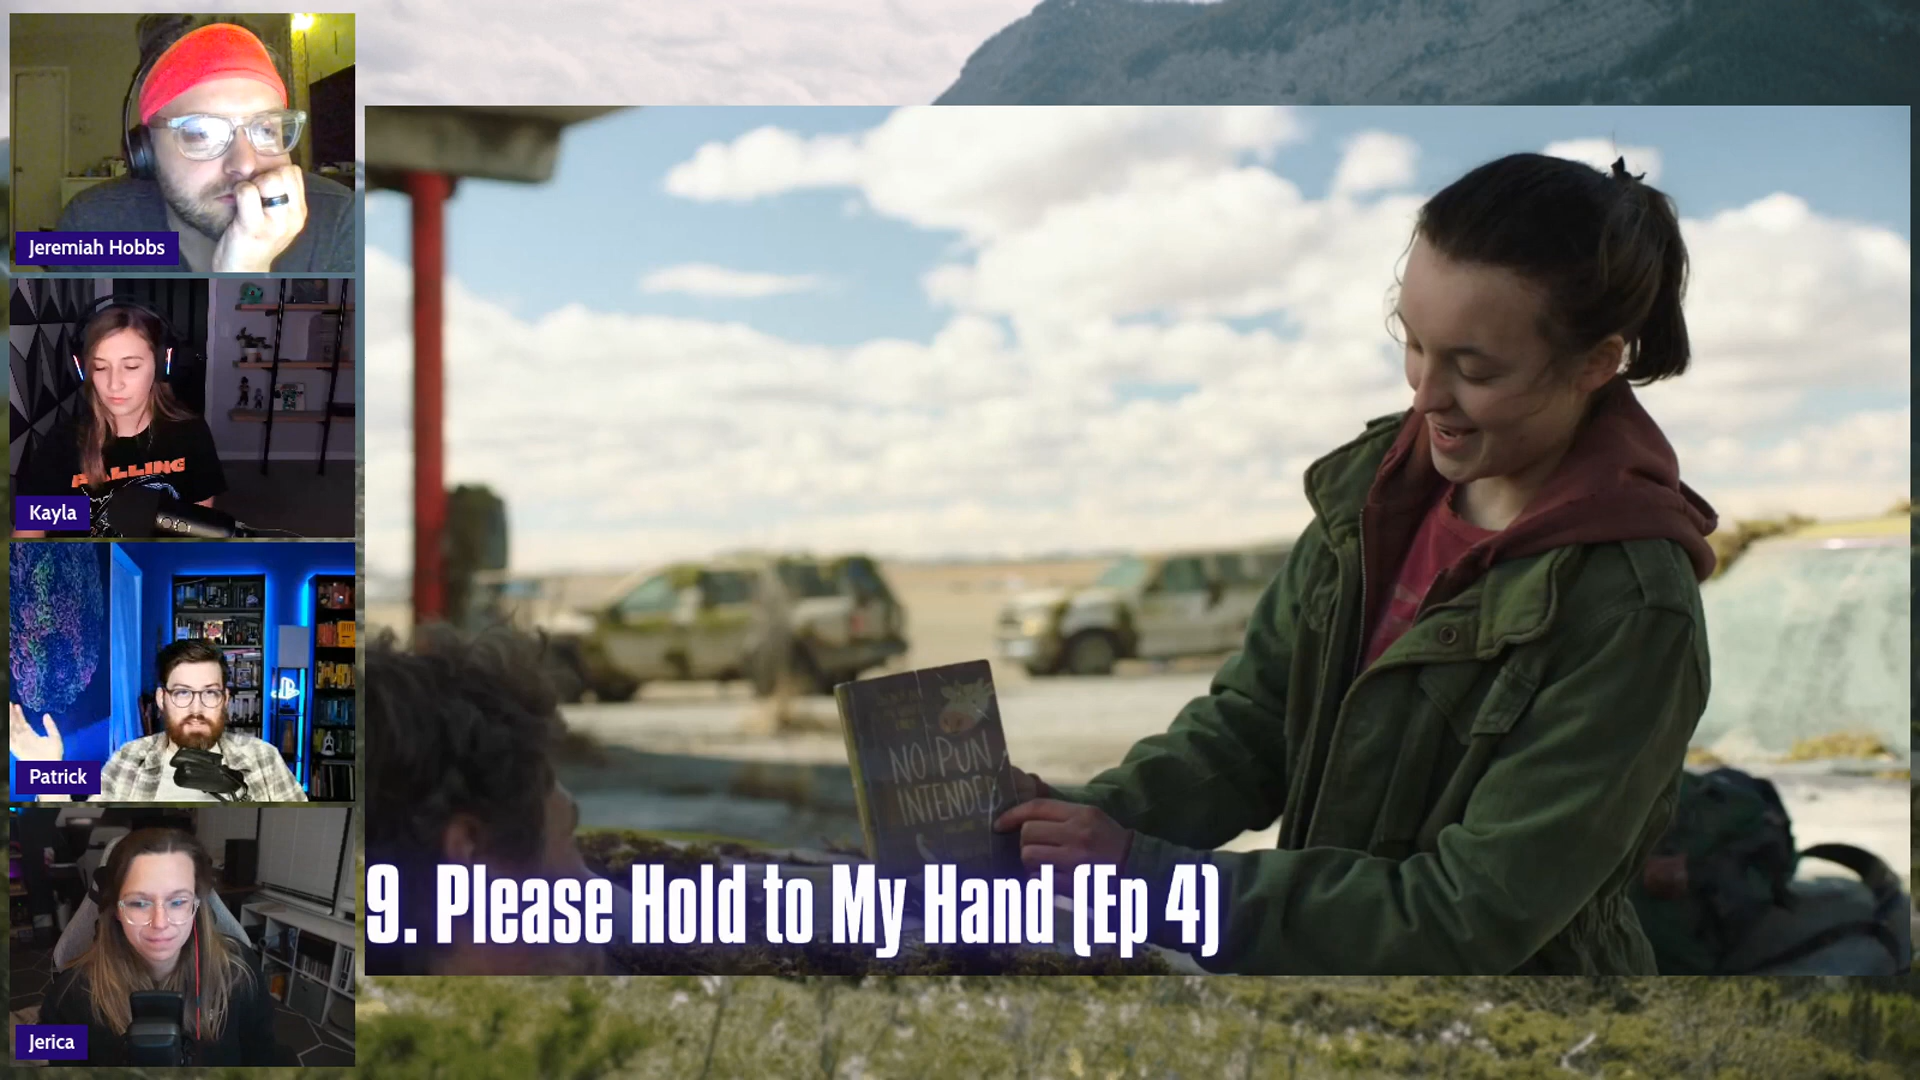 Jeremiah Hobbs
Kayla
Patrick
Jerica
NO PUN
INTENDED
9. Please Hold to My Hand (Ep 4)